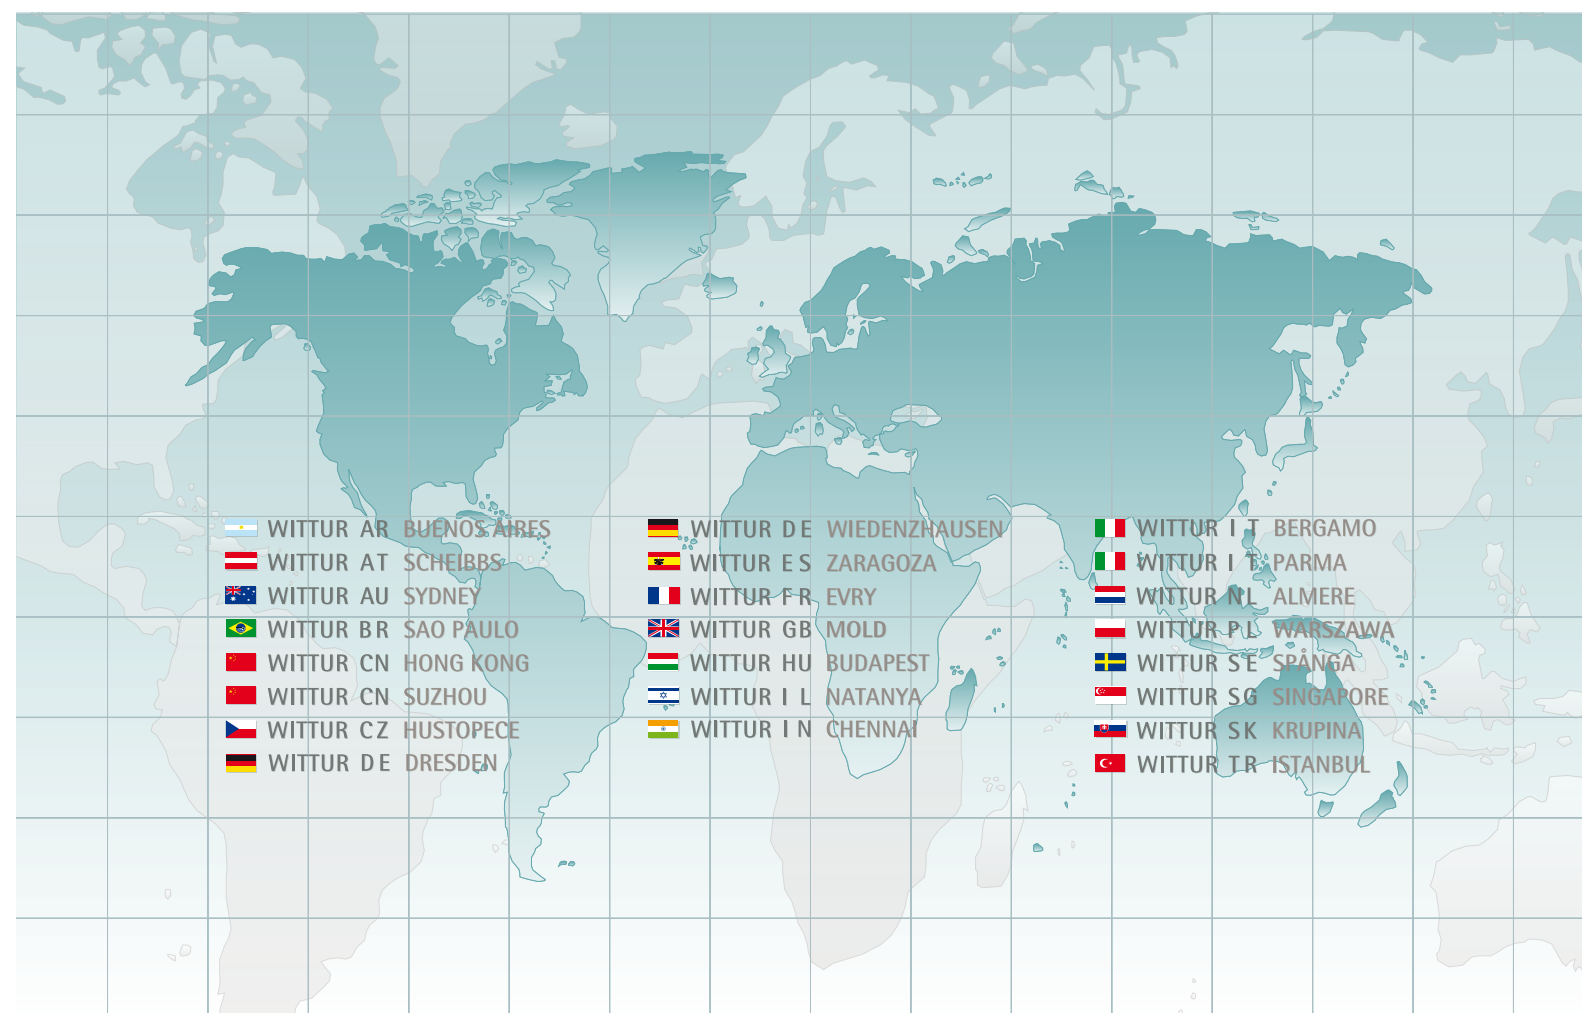 WITTUR AR BUENOS AIRES
WITTUR AT SCHEIBBS
WITTUR AU SYDNEY
WITTUR BR SAO PAULO
WITTUR CN HONG KONG
WITTUR CN SUZHOU
WITTUR CZ HUSTOPECE
WITTUR DE DRESDEN
WITTUR DE WIEDENZHAUSEN
WITTUR ES ZARAGOZA
WITTUR FR EVRY
WITTUR GB MOLD
WITTUR HU BUDAPEST
WITTUR IL NATANYA
WITTUR IN CHENNAI
WITTUR IT BERGAMO
WITTUR IT PARMA
WITTUR NL ALMERE
WITTUR PL WARSZAWA
WITTUR SE SPÅNGA
WITTUR SG SINGAPORE
WITTUR SK KRUPINA
WITTUR TR ISTANBUL